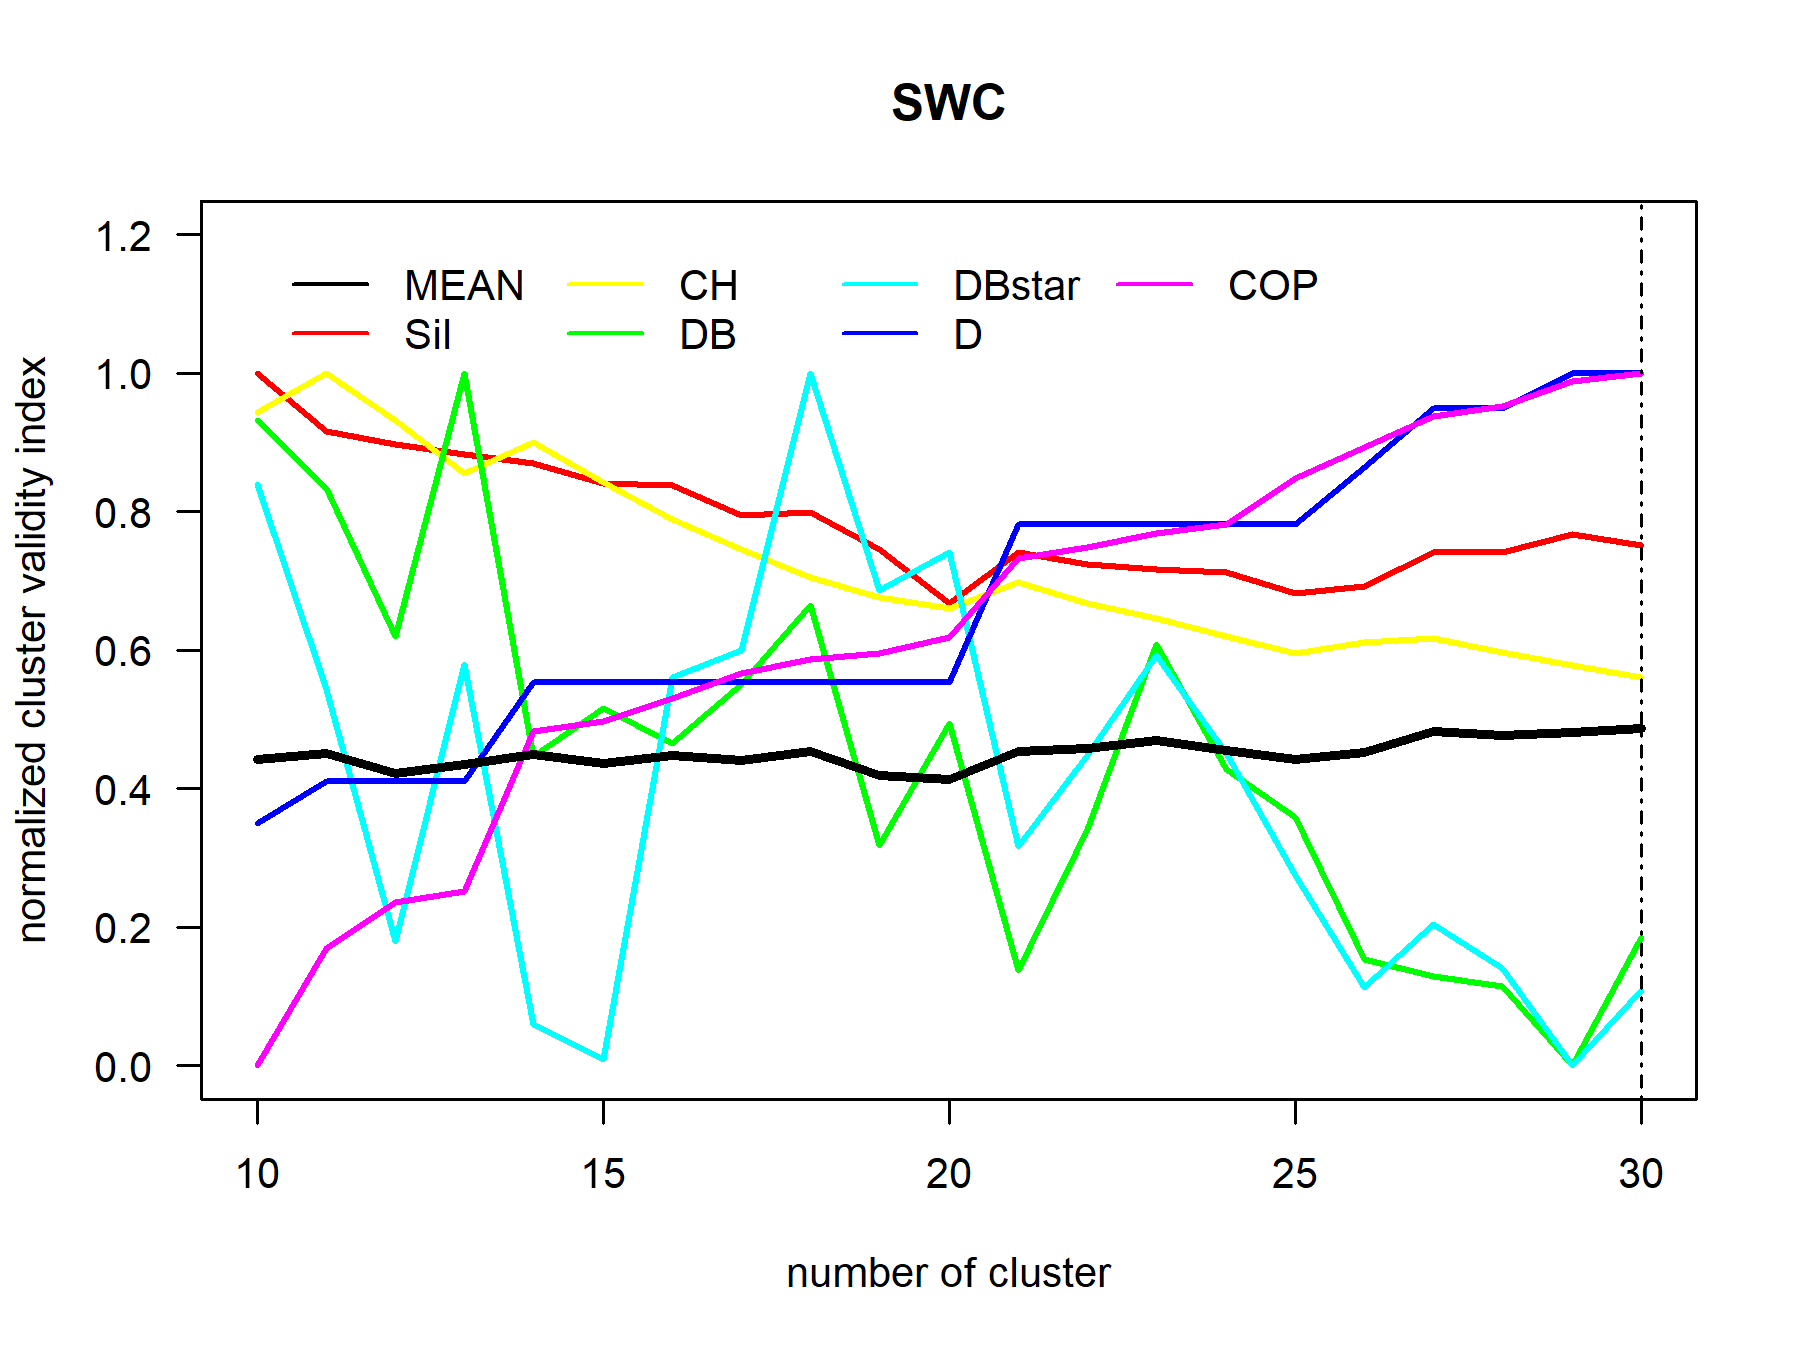 SWC
normalized cluster validity index
1.2
1.0
0.8
0.6
0.4
0.2
0.0
MEAN CH DBstar COP
Sil DB D
10 15 20 25 30
number of cluster